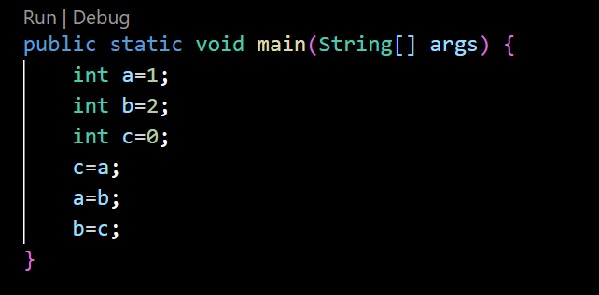 Run | Debug
public static void main(String[] args) {
    int a=1;
    int b=2;
    int c=0;
    c=a;
    a=b;
    b=c;
}